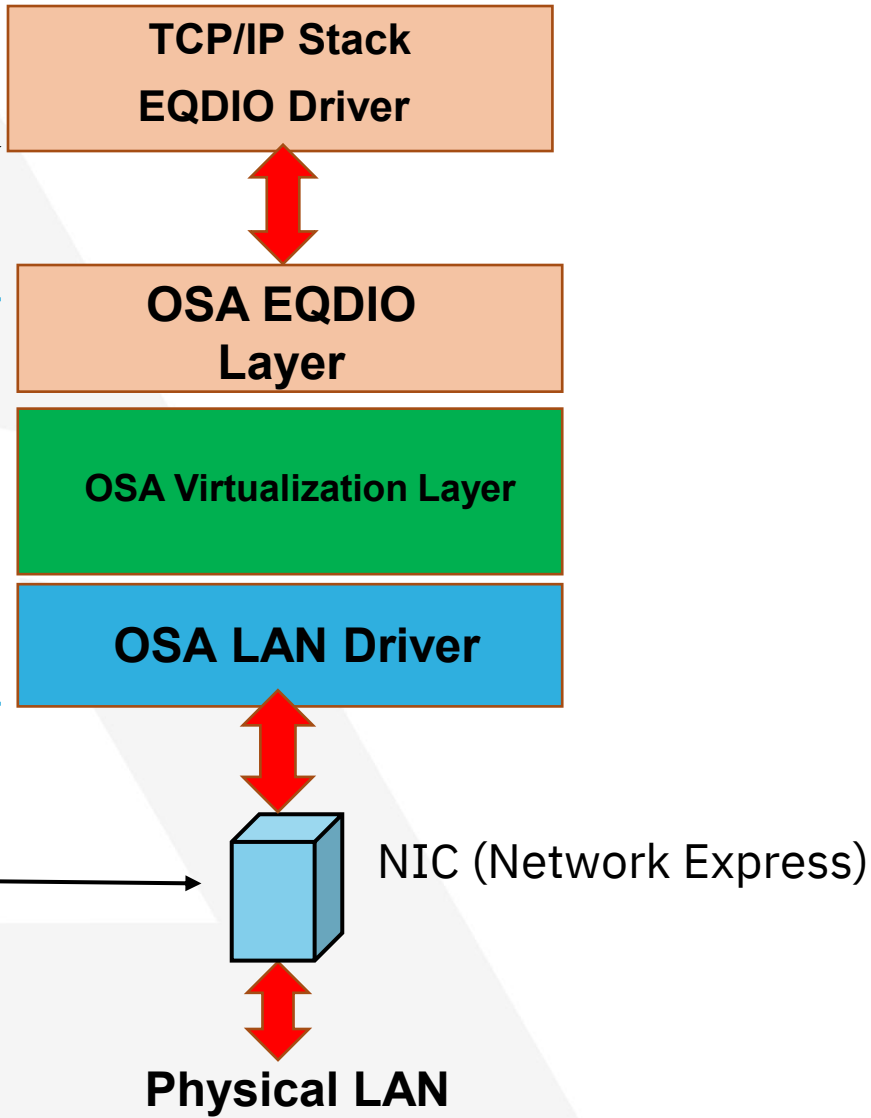 TCP/IP Stack
EQDIO Driver
OSA EQDIO
Layer
OSA Virtualization Layer
OSA LAN Driver
NIC (Network Express)
Physical LAN